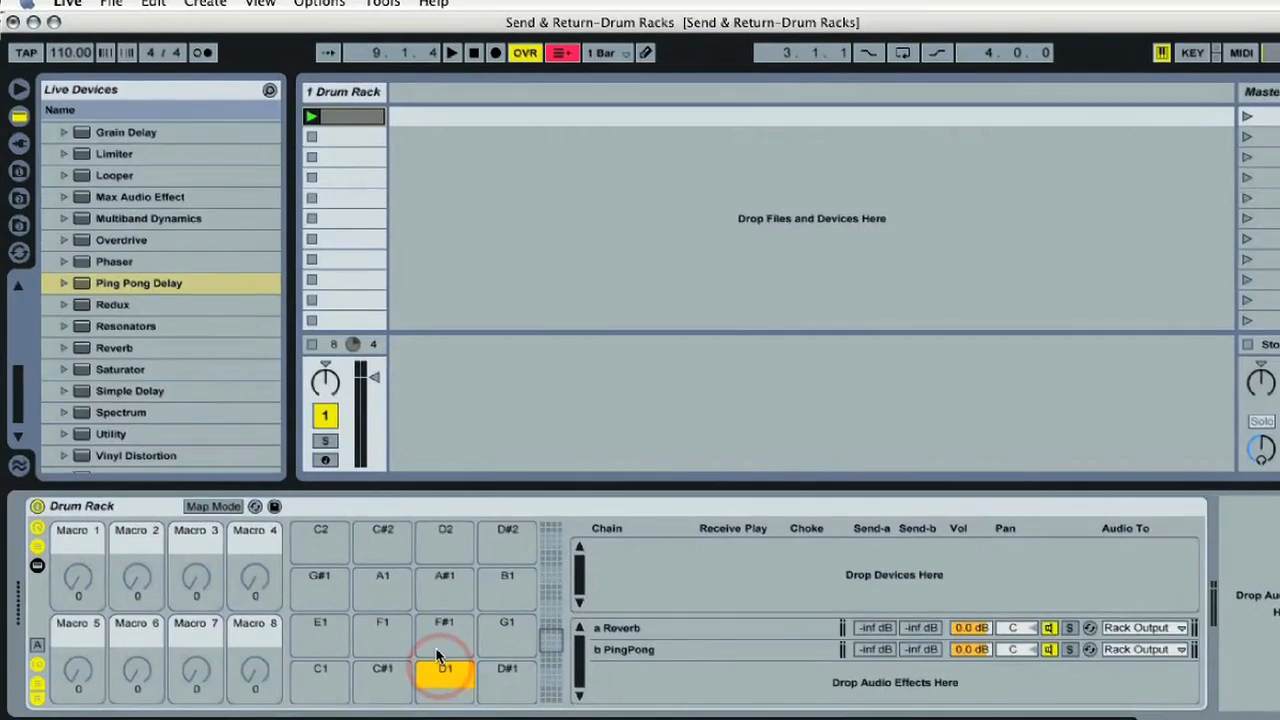 Live File Edit Create View Options Tools Help
Send & Return-Drum Racks [Send & Return-Drum Racks]
TAP 110.00 4 / 4 9. 1. 4 OVR 1 Bar 3. 1. 1 4. 0. 0 KEY MIDI
Live Devices
Name
Grain Delay
Limiter
Looper
Max Audio Effect
Multiband Dynamics
Overdrive
Phaser
Ping Pong Delay
Redux
Resonators
Reverb
Saturator
Simple Delay
Spectrum
Utility
Vinyl Distortion
1 Drum Rack
Drop Files and Devices Here
8 4
1
S
Maste
Sto
Solo
Drum Rack Map Mode
Macro 1 Macro 2 Macro 3 Macro 4
0 0 0 0
Macro 5 Macro 6 Macro 7 Macro 8
0 0 0 0
A
R
C2 C#2 D2 D#2
G#1 A1 A#1 B1
E1 F1 F#1 G1
C1 C#1 D1 D#1
Chain Receive Play Choke Send-a Send-b Vol Pan Audio To
Drop Devices Here
a Reverb -inf dB -inf dB 0.0 dB C S Rack Output
b PingPong -inf dB -inf dB 0.0 dB C S Rack Output
Drop Audio Effects Here
Drop Au
H